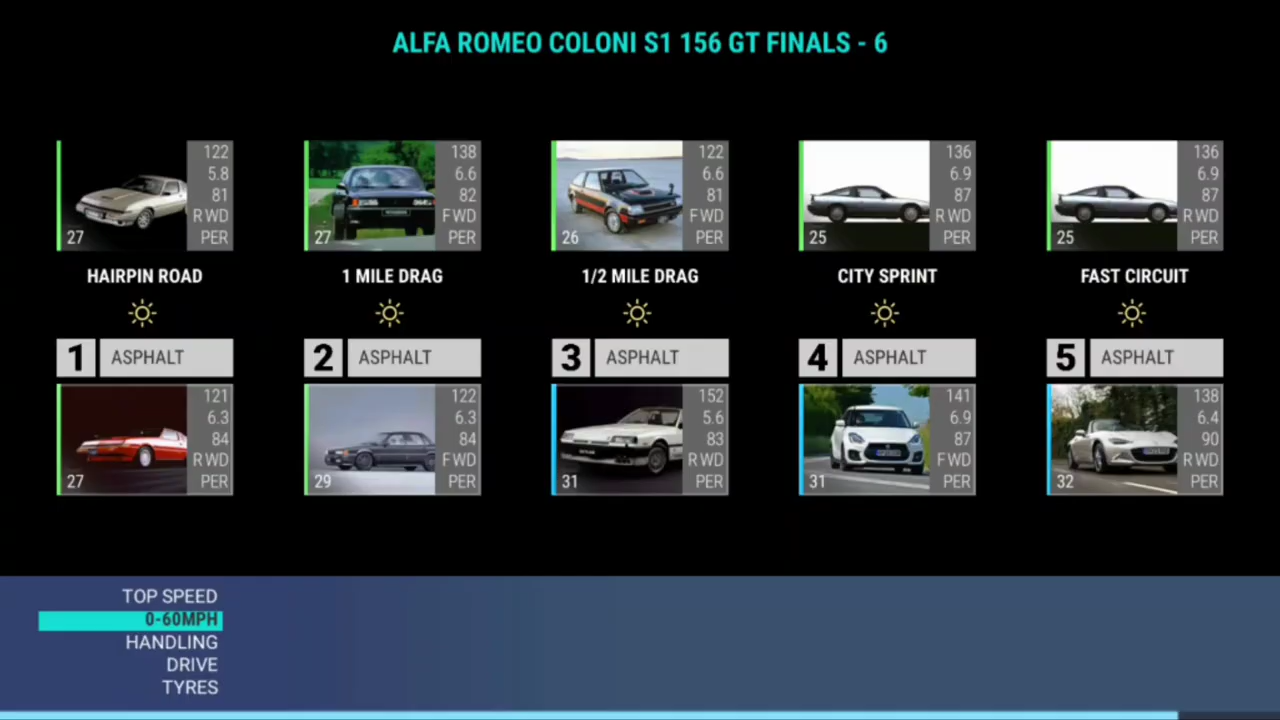 ALFA ROMEO COLONI S1 156 GT FINALS - 6
122
5.8
81
RWD
PER
27
138
6.6
82
FWD
PER
27
122
6.6
81
FWD
PER
26
136
6.9
87
RWD
PER
25
136
6.9
87
RWD
PER
25
HAIRPIN ROAD
1 MILE DRAG
1/2 MILE DRAG
CITY SPRINT
FAST CIRCUIT
1 ASPHALT
2 ASPHALT
3 ASPHALT
4 ASPHALT
5 ASPHALT
121
6.3
84
RWD
PER
27
122
6.3
84
FWD
PER
29
152
5.6
83
RWD
PER
31
141
6.9
87
FWD
PER
31
138
6.4
90
RWD
PER
32
TOP SPEED
0-60MPH
HANDLING
DRIVE
TYRES